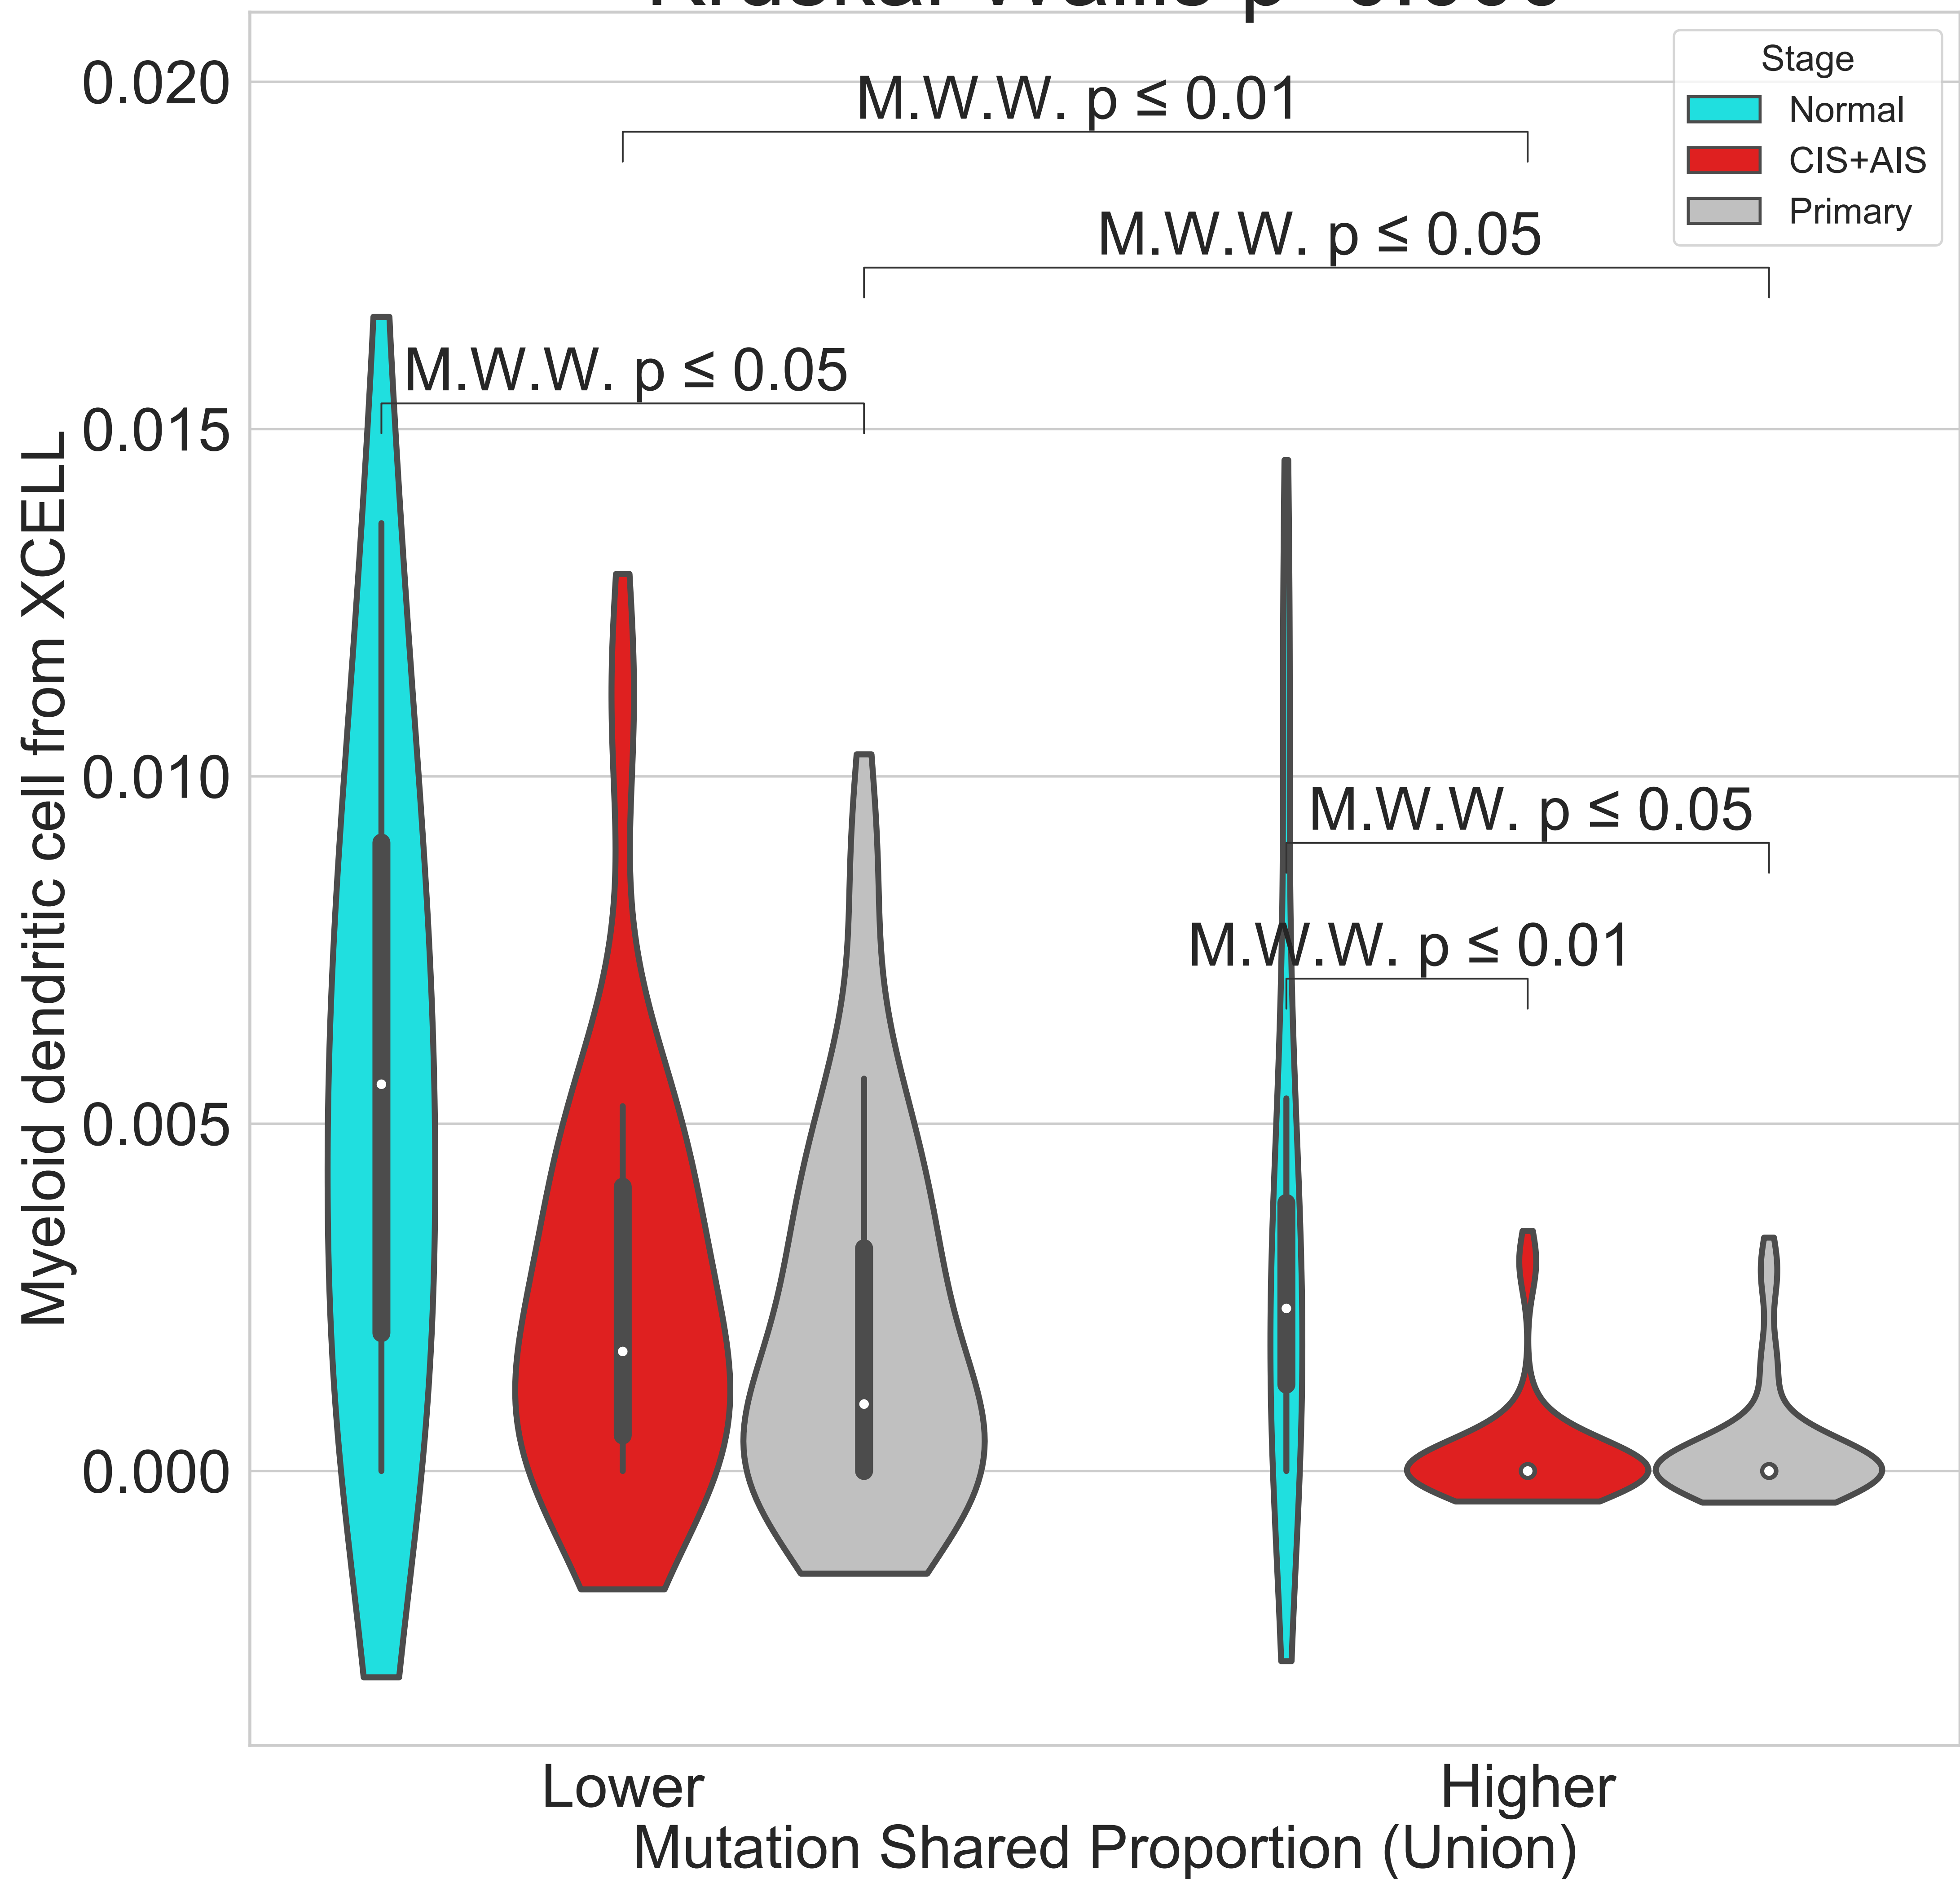 Stage
Normal
CIS+AIS
Primary
M.W.W. p ≤ 0.01
M.W.W. p ≤ 0.05
M.W.W. p ≤ 0.05
M.W.W. p ≤ 0.05
M.W.W. p ≤ 0.01
0.020
0.015
0.010
0.005
0.000
Myeloid dendritic cell from XCELL
Lower
Higher
Mutation Shared Proportion (Union)